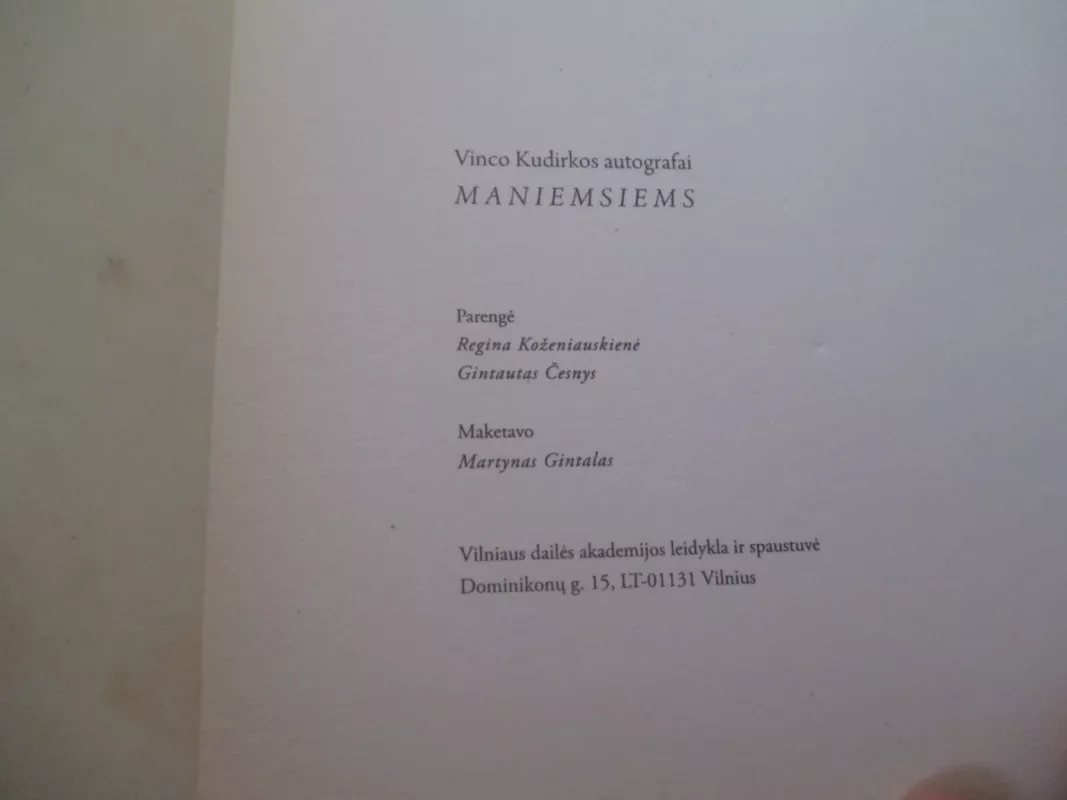 Vinco Kudirkos autografai
MANIEMSIEMS
Parengė
Regina Koženiauskienė
Gintautas Česnys
Maketavo
Martynas Gintalas
Vilniaus dailės akademijos leidykla ir spaustuvė
Dominikonų g. 15, LT-01131 Vilnius